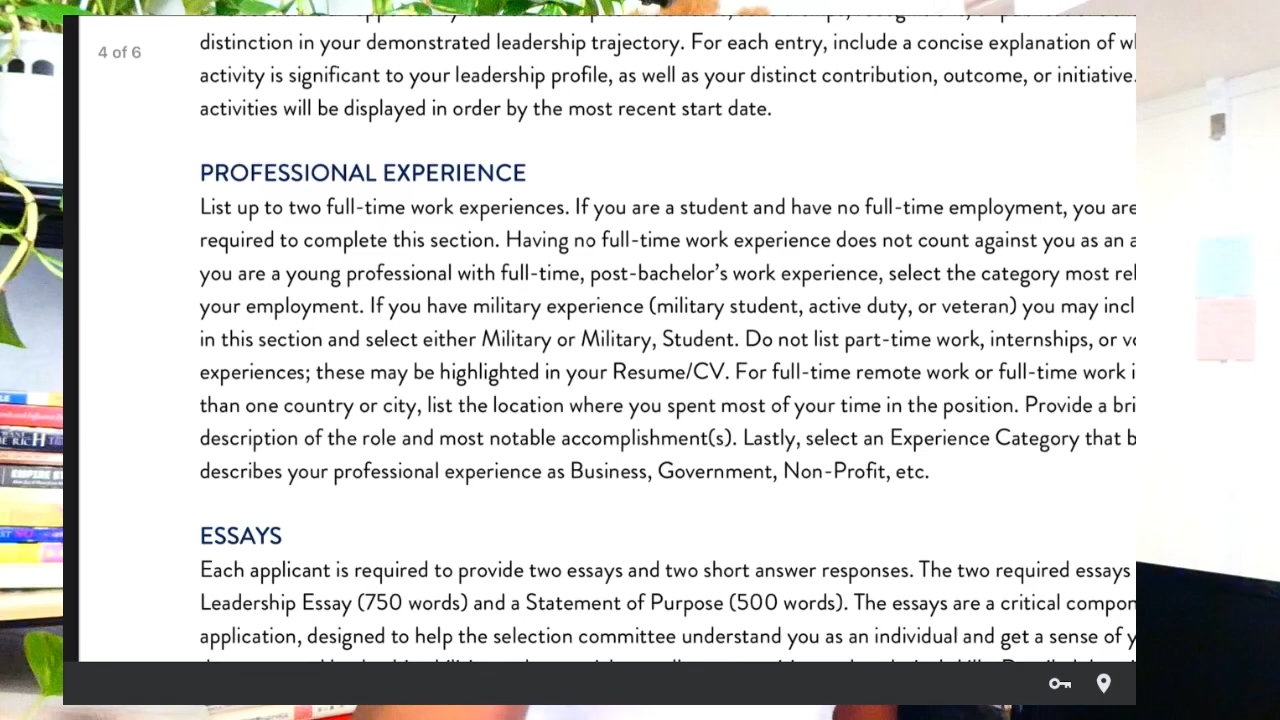 4 of 6
distinction in your demonstrated leadership trajectory. For each entry, include a concise explanation of
activity is significant to your leadership profile, as well as your distinct contribution, outcome, or initiative.
activities will be displayed in order by the most recent start date.
PROFESSIONAL EXPERIENCE
List up to two full-time work experiences. If you are a student and have no full-time employment, you are
required to complete this section. Having no full-time work experience does not count against you as an a
you are a young professional with full-time, post-bachelor's work experience, select the category most rel
your employment. If you have military experience (military student, active duty, or veteran) you may incl
in this section and select either Military or Military, Student. Do not list part-time work, internships, or vo
experiences; these may be highlighted in your Resume/CV. For full-time remote work or full-time work i
than one country or city, list the location where you spent most of your time in the position. Provide a bri
description of the role and most notable accomplishment(s). Lastly, select an Experience Category that b
describes your professional experience as Business, Government, Non-Profit, etc.
ESSAYS
Each applicant is required to provide two essays and two short answer responses. The two required essays
Leadership Essay (750 words) and a Statement of Purpose (500 words). The essays are a critical compon
application, designed to help the selection committee understand you as an individual and get a sense of y